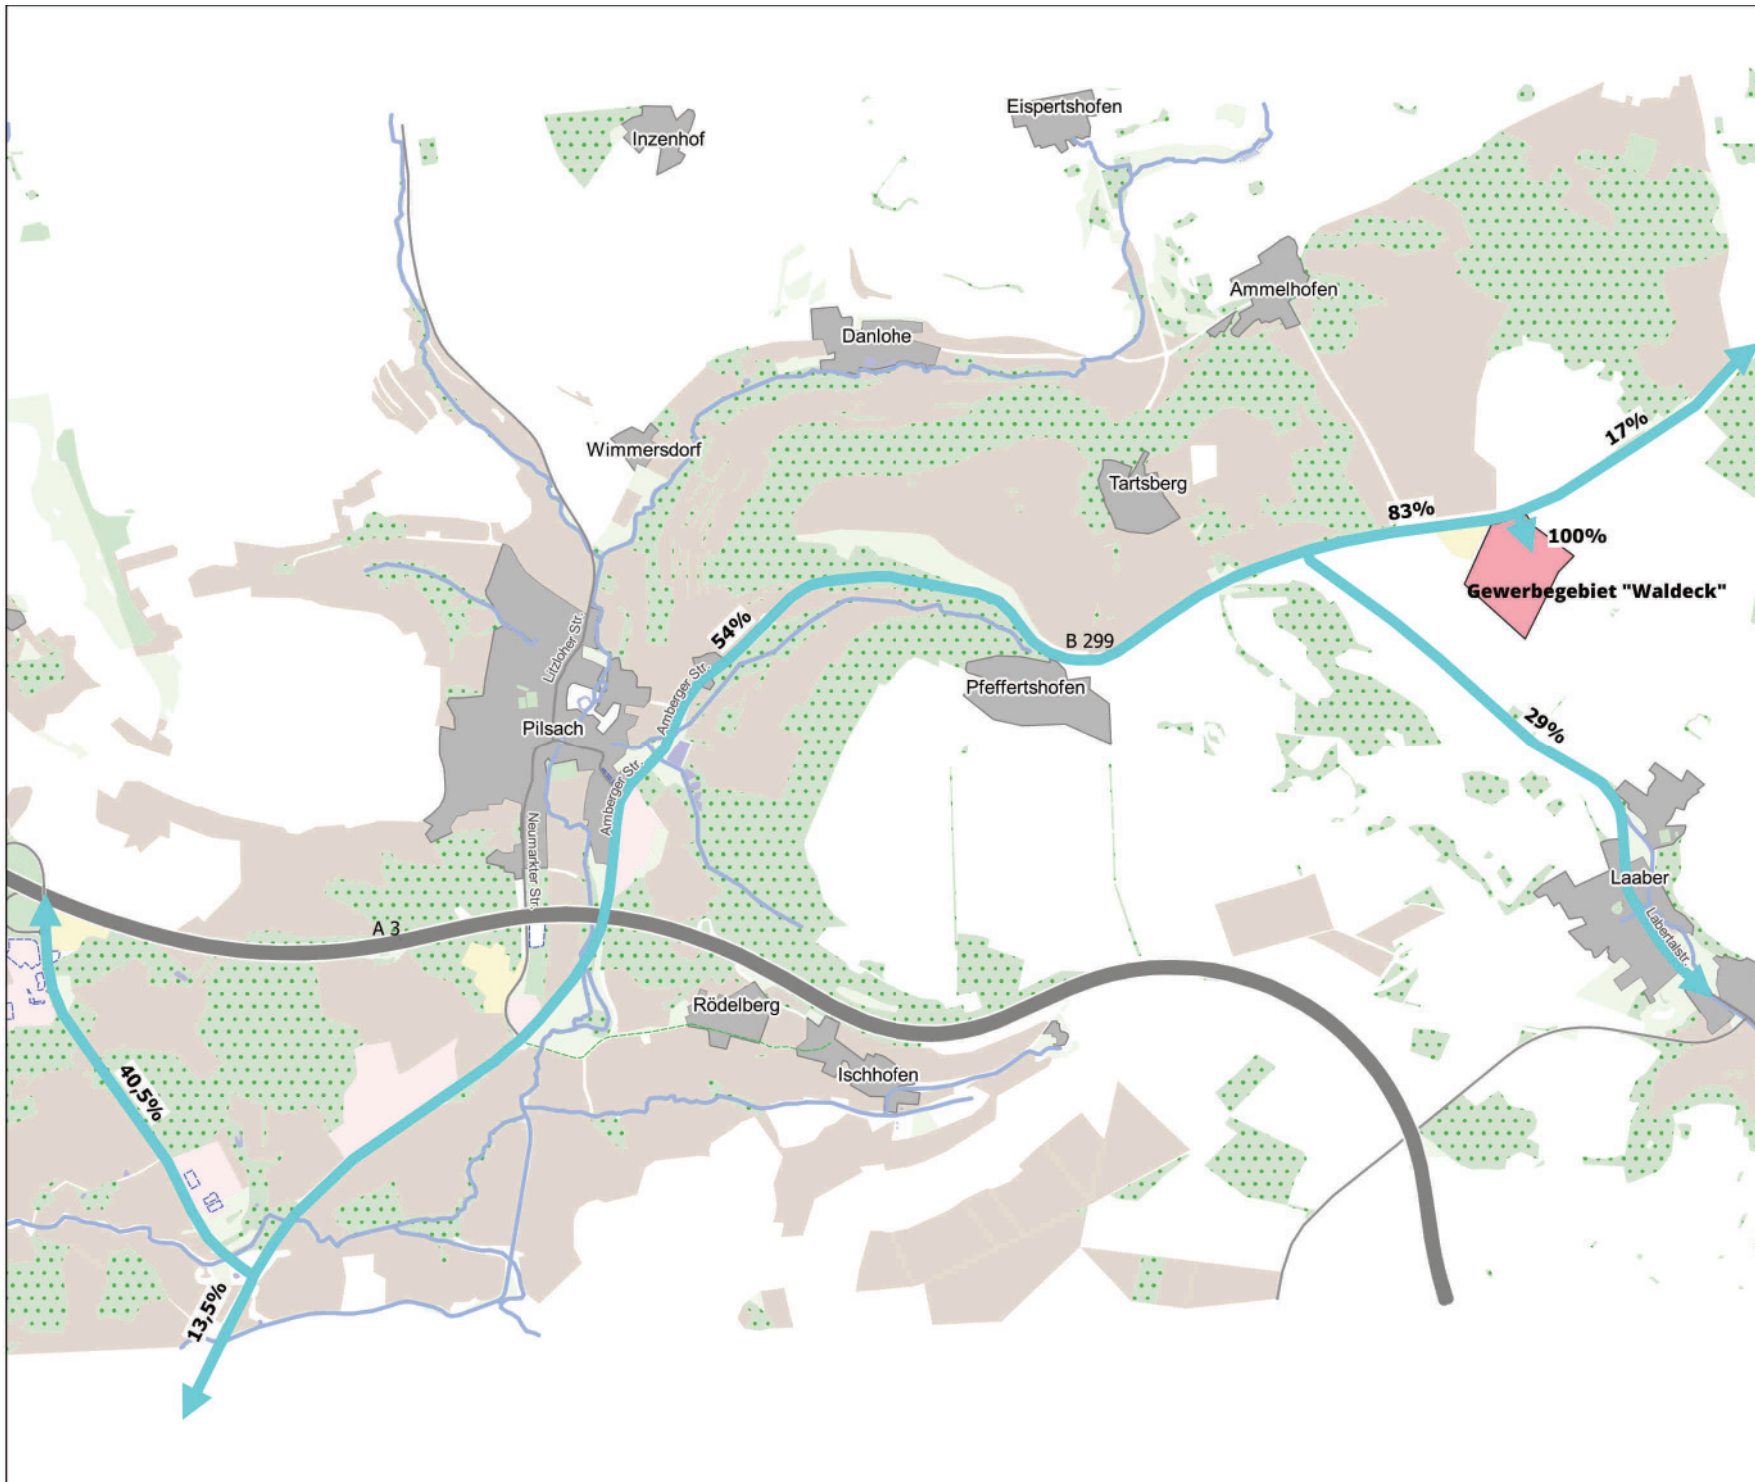 Eispertshofen
Inzenhof
Ammelhofen
Danlohe
17%
Wimmersdorf
Tartsberg
83%
100%
Gewerbegebiet "Waldeck"
54%
B 299
Litzloher Str.
Amberger Str.
Pfeffertshofen
Pilsach
29%
Amberger Str.
Neumarkter Str.
Laaber
A 3
Labertalstr.
Rödelberg
Ischhofen
40,5%
13,5%